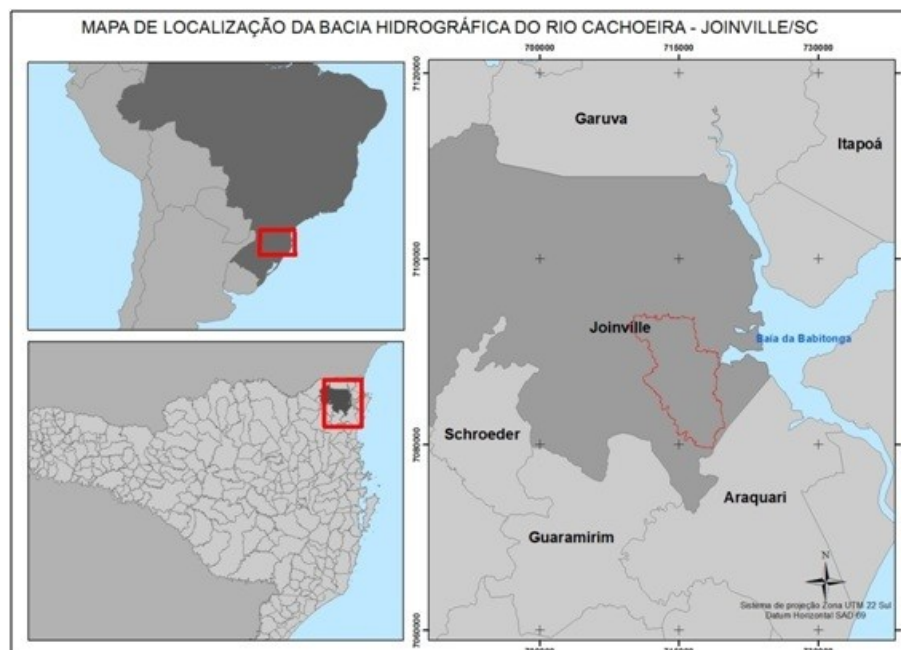 MAPA DE LOCALIZAÇÃO DA BACIA HIDROGRÁFICA DO RIO CACHOEIRA - JOINVILLE/SC
700000
715000
730000
7120000
Garuva
Itapoá
7100000
Joinville
Baía da Babitonga
Schroeder
7080000
Araquari
Guaramirim
N
Sistema de projeção Zona UTM 22 Sul
Datum Horizontal SAD 69
7060000